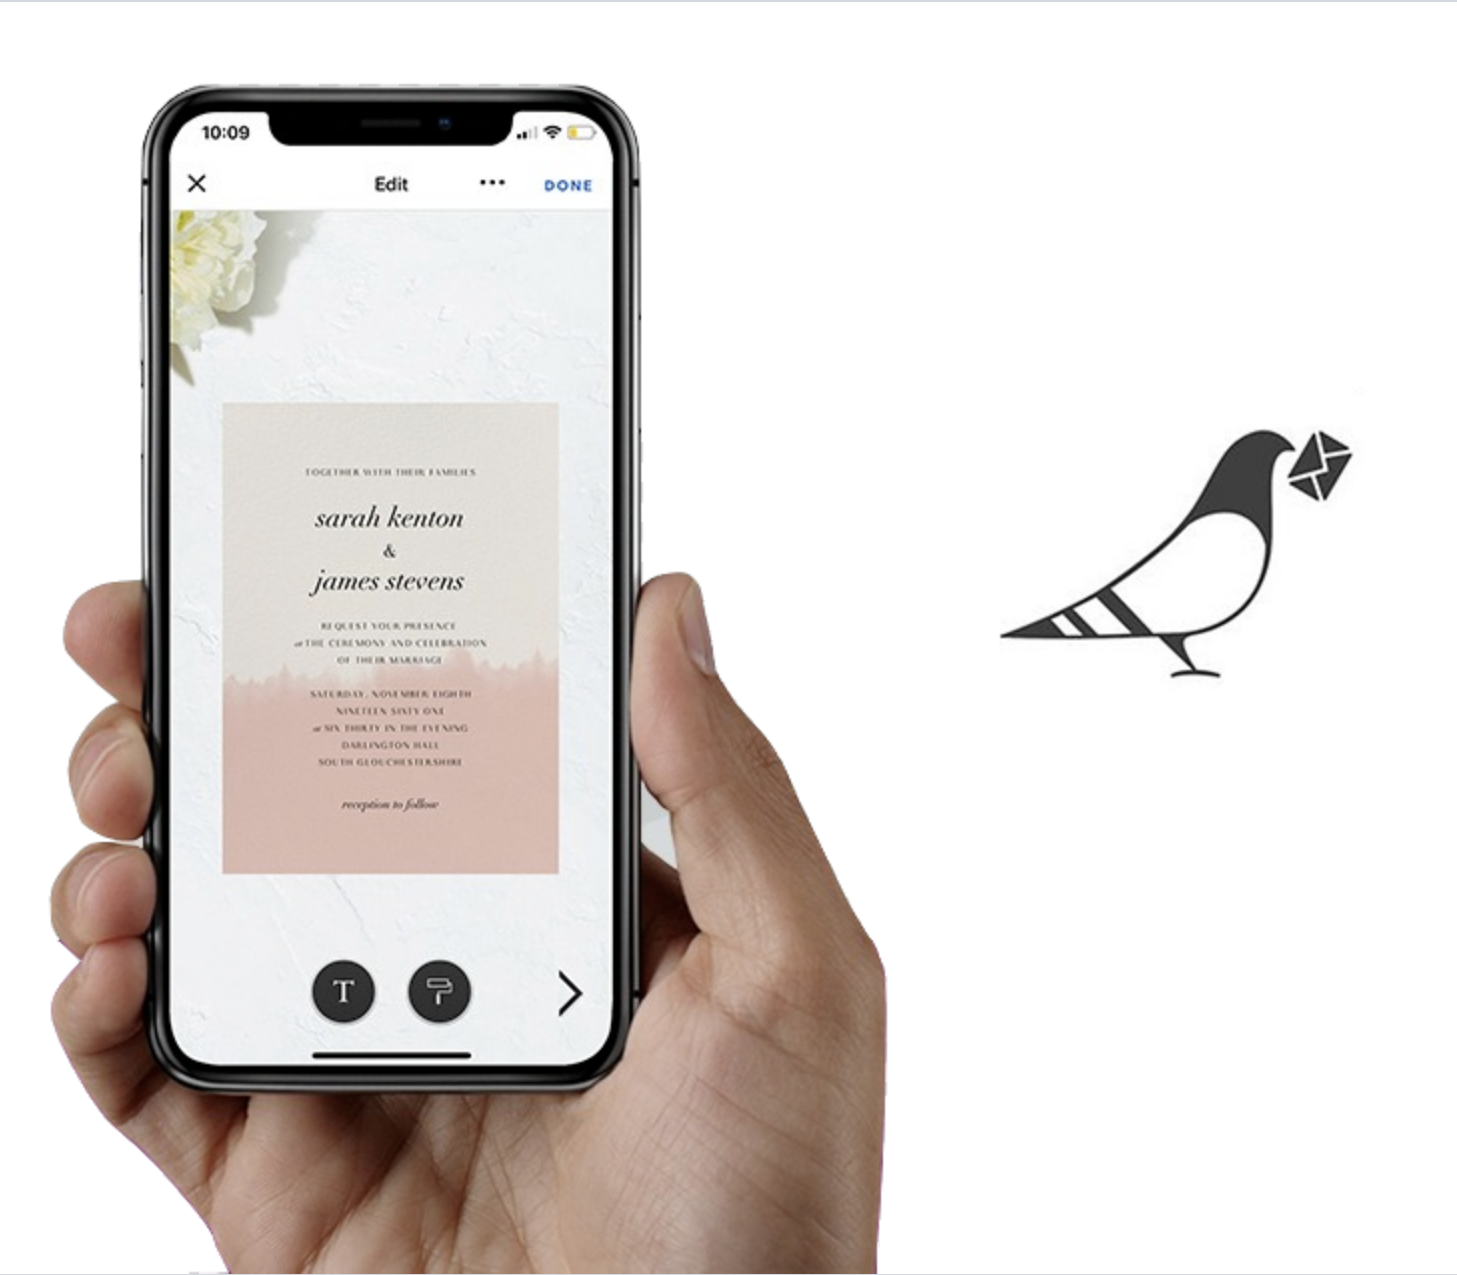 10:09
Edit
DONE
TOGETHER WITH THEIR FAMILIES
sarah kenton
&
james stevens
REQUEST YOUR PRESENCE
at THE CEREMONY AND CELEBRATION
OF THEIR MARRIAGE
SATURDAY, NOVEMBER EIGHTH
NINETEEN SIXTY ONE
at SIX THIRTY IN THE EVENING
DARLINGTON HALL
SOUTH GLOUCHESTERSHIRE
reception to follow
T